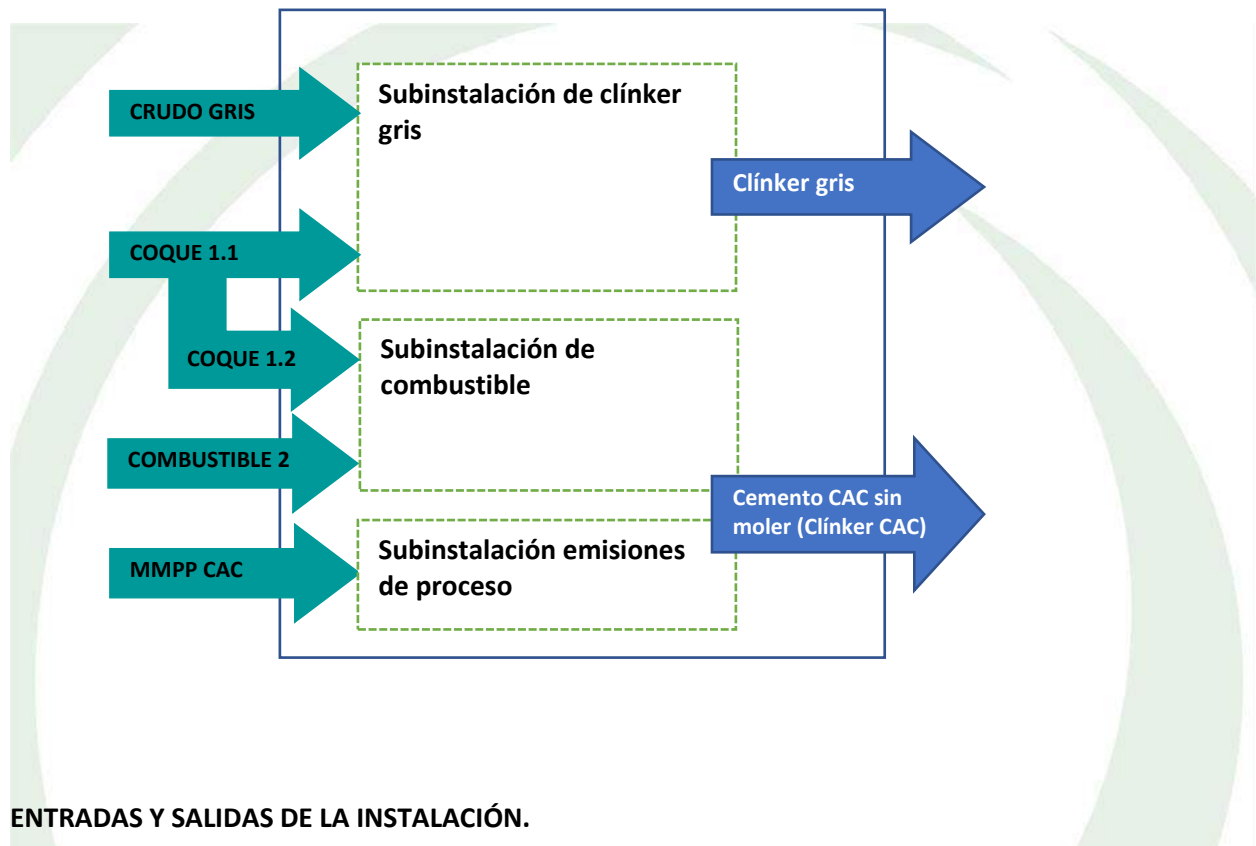 CRUDO GRIS
Subinstalación de clínker
gris
Clínker gris
COQUE 1.1
COQUE 1.2
Subinstalación de
combustible
COMBUSTIBLE 2
Cemento CAC sin
moler (Clínker CAC)
MMPP CAC
Subinstalación emisiones
de proceso
ENTRADAS Y SALIDAS DE LA INSTALACIÓN.